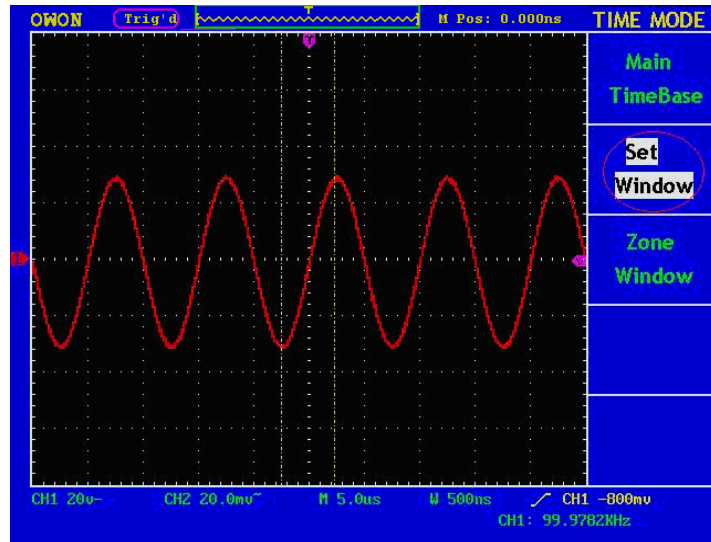 OWON Trig'd T M Pos: 0.000ns TIME MODE
T
Main
TimeBase
Set
Window
Zone
Window
1
CH1 20v- CH2 20.0mv~ M 5.0us W 500ns CH1 -800mv
CH1: 99.9782KHz